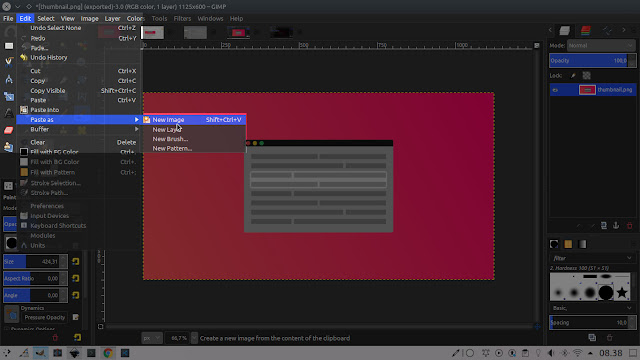 *[thumbnail.png] (exported)-3.0 (RGB color, 1 layer) 1125x600 – GIMP
File Edit Select View Image Layer Colors Tools Filters Windows Help
Undo Select None Ctrl+Z
Redo Ctrl+Y
Fade...
Undo History
Cut Ctrl+X
Copy Ctrl+C
Copy Visible Shift+Ctrl+C
Paste Ctrl+V
Paste Into
Paste as
Buffer
Clear Delete
Fill with FG Color Ctrl+,
Fill with BG Color Ctrl+.
Fill with Pattern Ctrl+;
Stroke Selection...
Stroke Path...
Preferences
Input Devices
Keyboard Shortcuts
Modules
Units
New Image Shift+Ctrl+V
New Layer
New Brush...
New Pattern...
Size 424,31
Aspect Ratio 0,00
Angle 0,00
Dynamics
Pressure Opacity
px 66,7 % Create a new image from the content of the clipboard
Mode: Normal
Opacity 100,0
Lock:
thumbnail.png
filter
2. Hardness 100 (51 × 51)
Basic,
Spacing 10,0
08.38